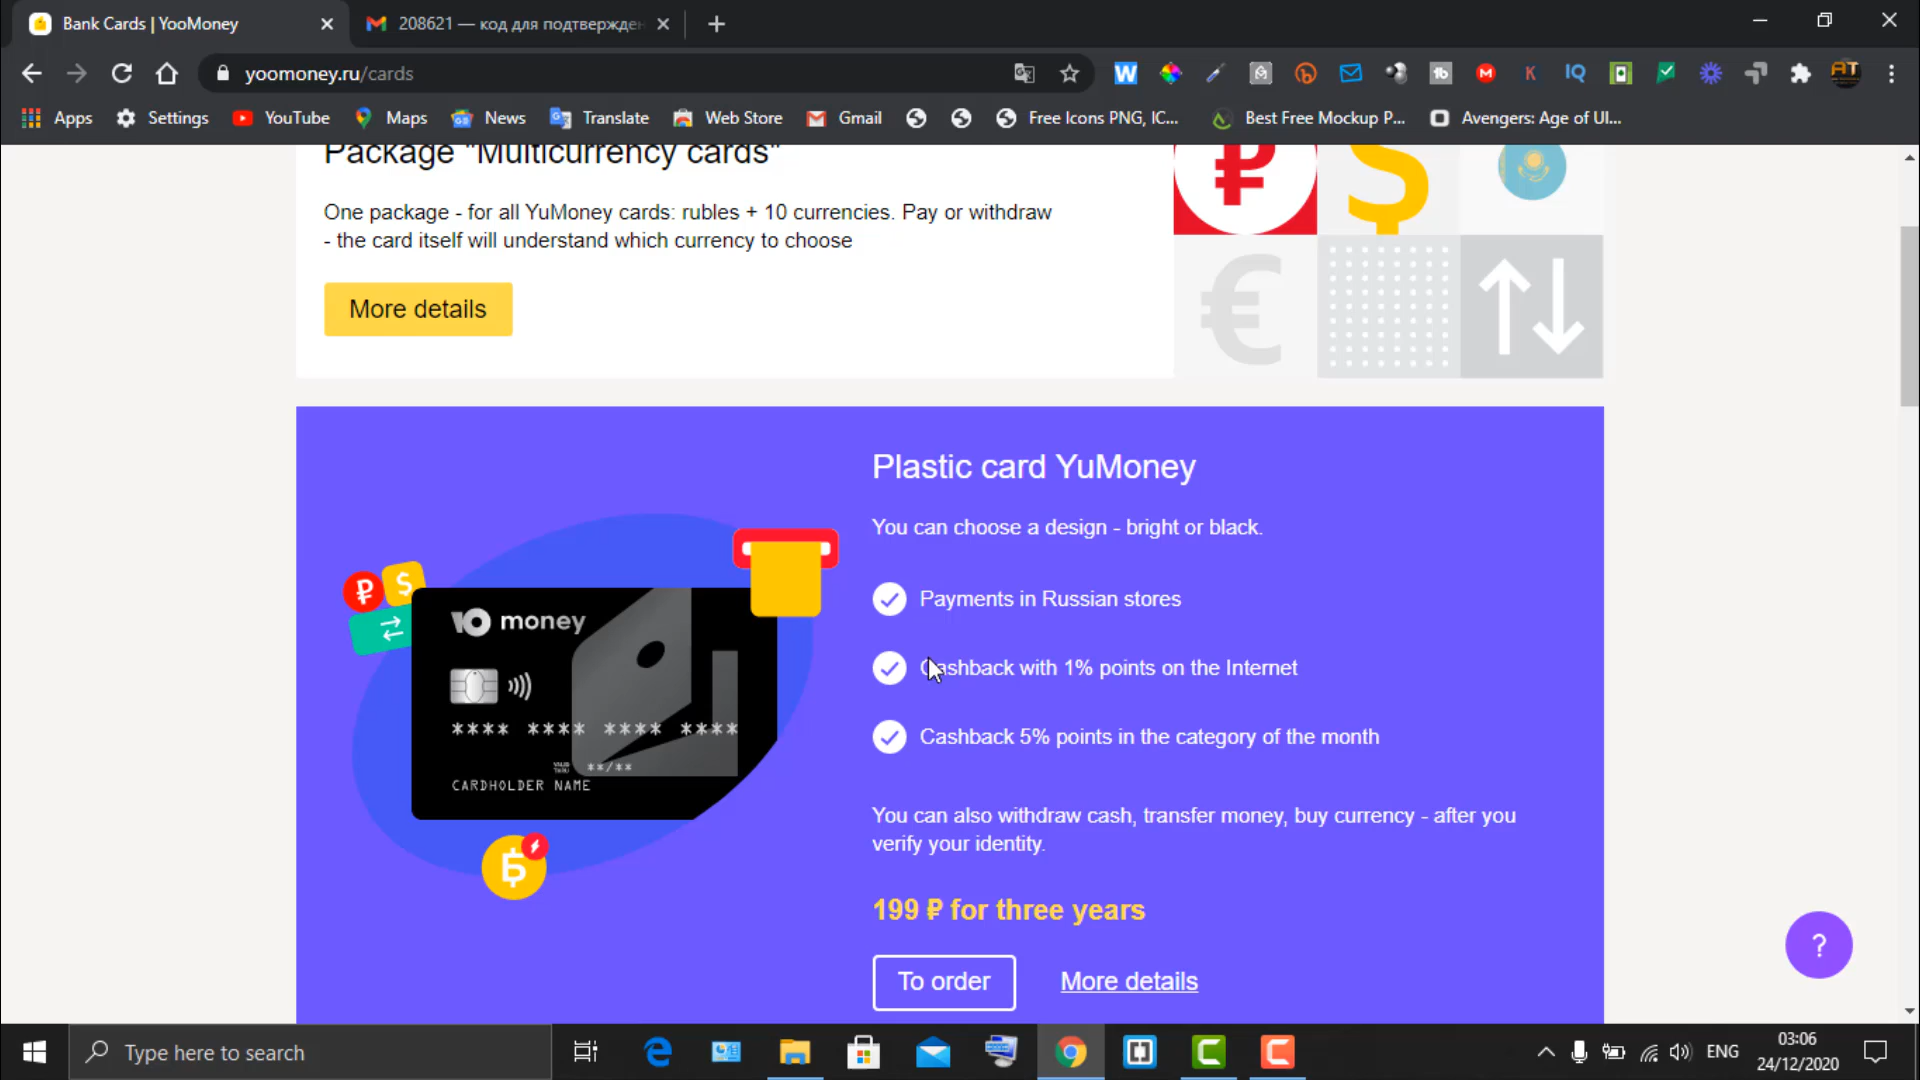 Bank Cards | YooMoney
208621 — код для подтвержден
yoomoney.ru/cards
Apps
Settings
YouTube
Maps
News
Translate
Web Store
Gmail
Free Icons PNG, IC...
Best Free Mockup P...
Avengers: Age of Ul...
Package "Multicurrency cards"
One package - for all YuMoney cards: rubles + 10 currencies. Pay or withdraw
- the card itself will understand which currency to choose
More details
₽
$
€
Plastic card YuMoney
You can choose a design - bright or black.
Payments in Russian stores
Cashback with 1% points on the Internet
Cashback 5% points in the category of the month
You can also withdraw cash, transfer money, buy currency - after you
verify your identity.
199 ₽ for three years
To order
More details
₽ $
Ю money
**** **** **** ****
VALID THRU **/**
CARDHOLDER NAME
Б
?
Type here to search
ENG
03:06
24/12/2020